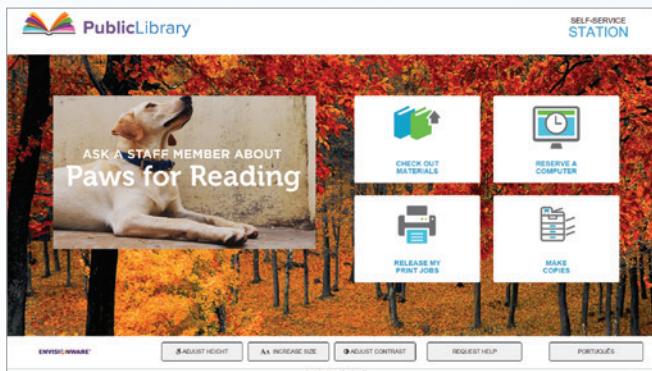 PublicLibrary
SELF-SERVICE
STATION
ASK A STAFF MEMBER ABOUT
Paws for Reading
CHECK OUT
MATERIALS
RESERVE A
COMPUTER
RELEASE MY
PRINT JOBS
MAKE
COPIES
ENVISIONWARE
ADJUST HEIGHT
AA INCREASE SIZE
ADJUST CONTRAST
REQUEST HELP
PORTUGUÊS